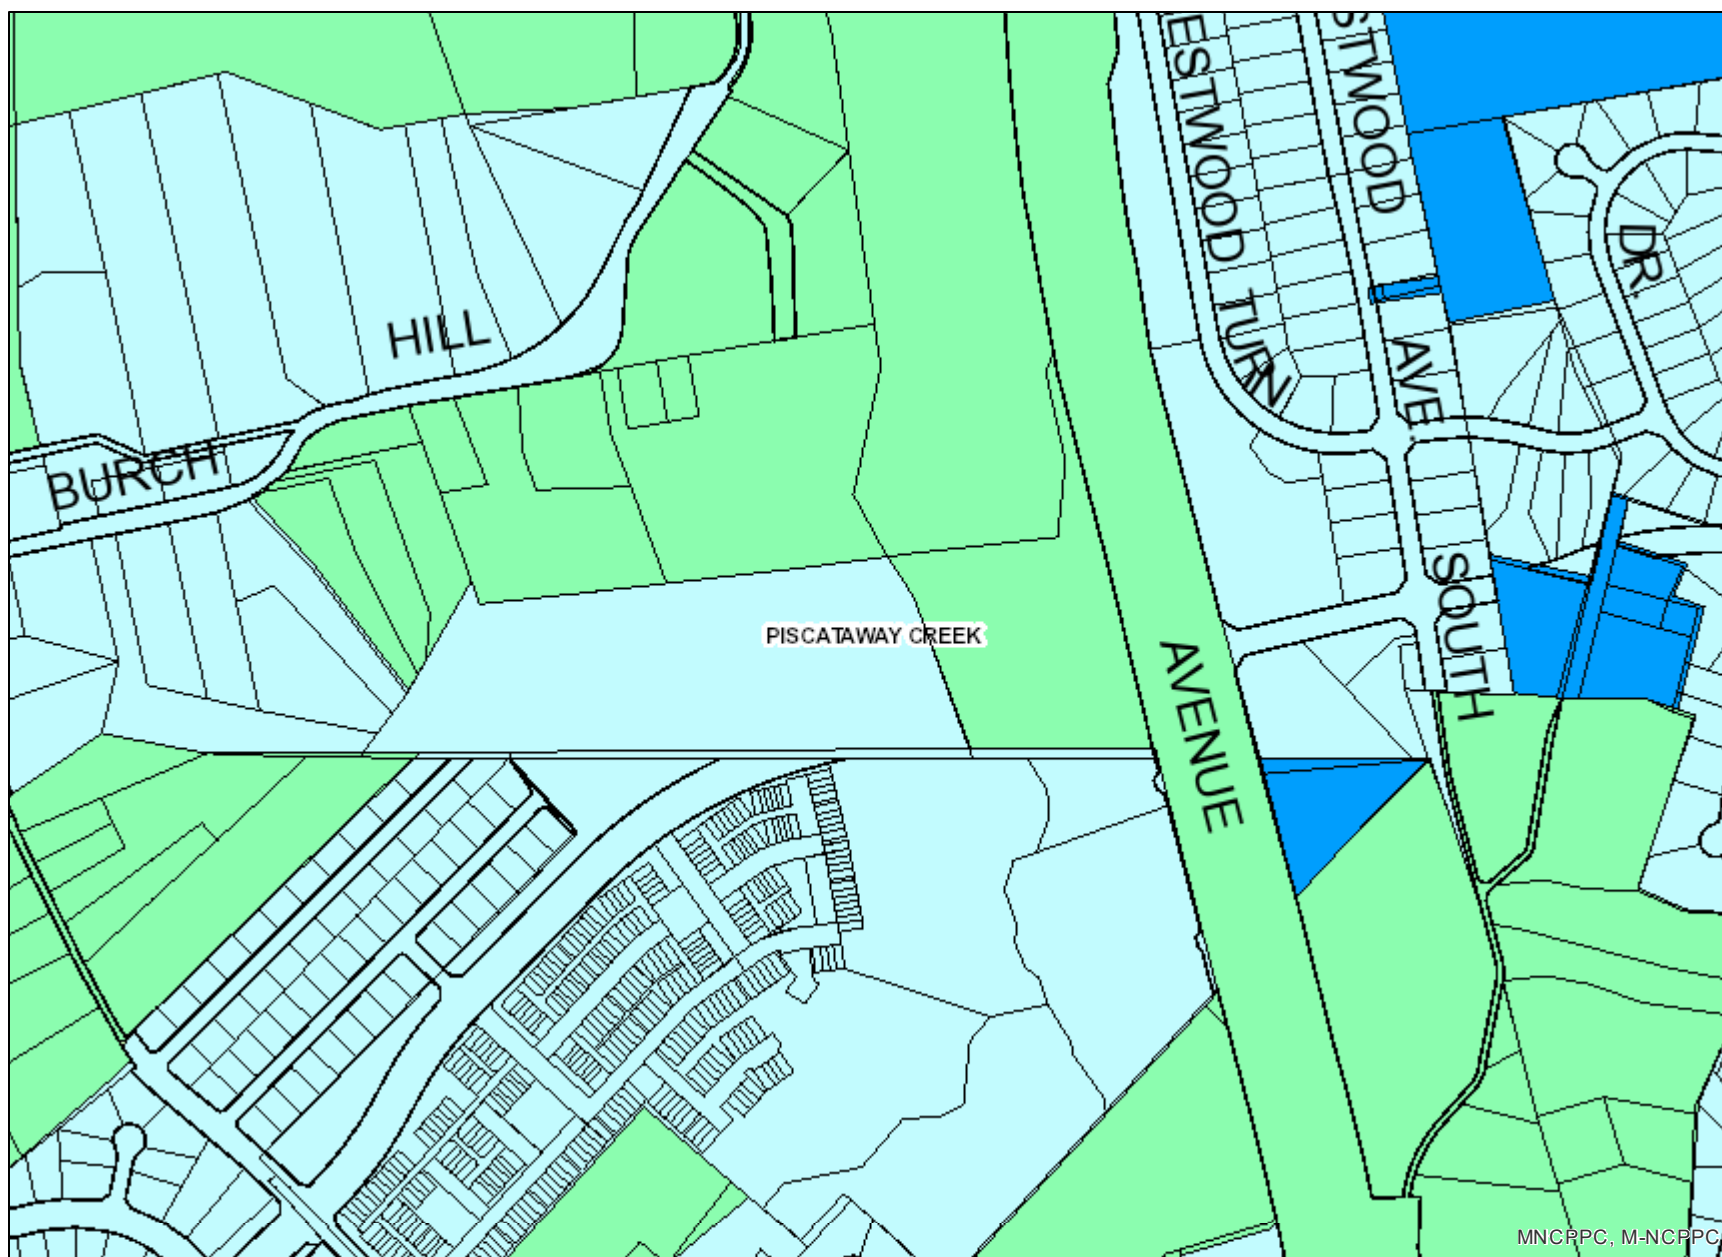 ESTWOOD TURN
STWOOD AVE. SOUTH
DR.
BURCH HILL
PISCATAWAY CREEK
AVENUE
MNCPPC, M-NCPPC